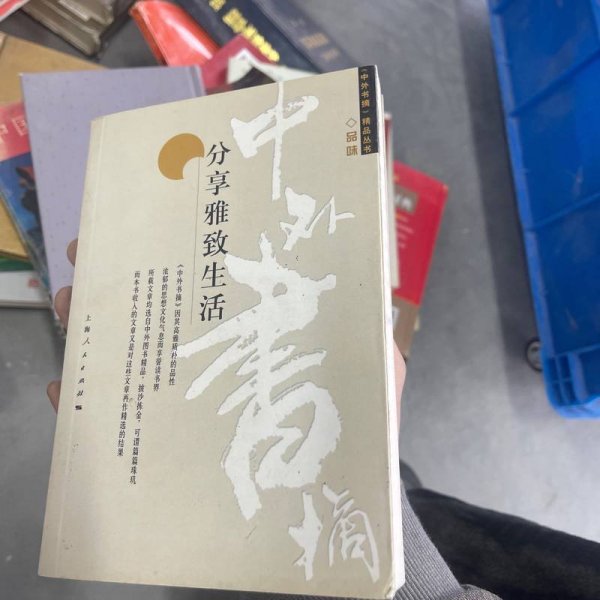 《中外书摘》精品丛书
◇品味
中外書摘
分享雅致生活
《中外书摘》因其高雅质朴的品性
浓郁的思想文化气息而享誉读书界
所载文章均选自中外图书精品，披沙拣金，可谓篇篇珠玑
而本书收入的文章又是对这些文章再作精选的结果
上海人民出版社